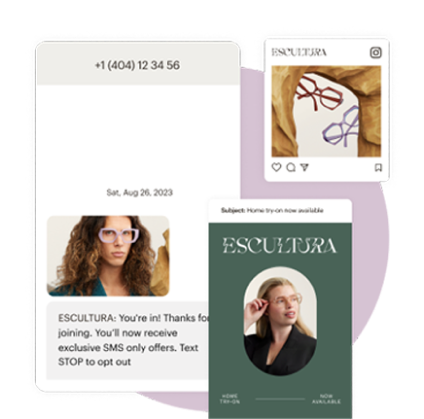 +1 (404) 12 34 56
Sat, Aug 26, 2023
ESCULTURA: You're in! Thanks for
joining. You'll now receive
exclusive SMS only offers. Text
STOP to opt out
ESCULTURA
Subject: Home try-on now available
ESCULTURA
HOME
TRY-ON
NOW
AVAILABLE